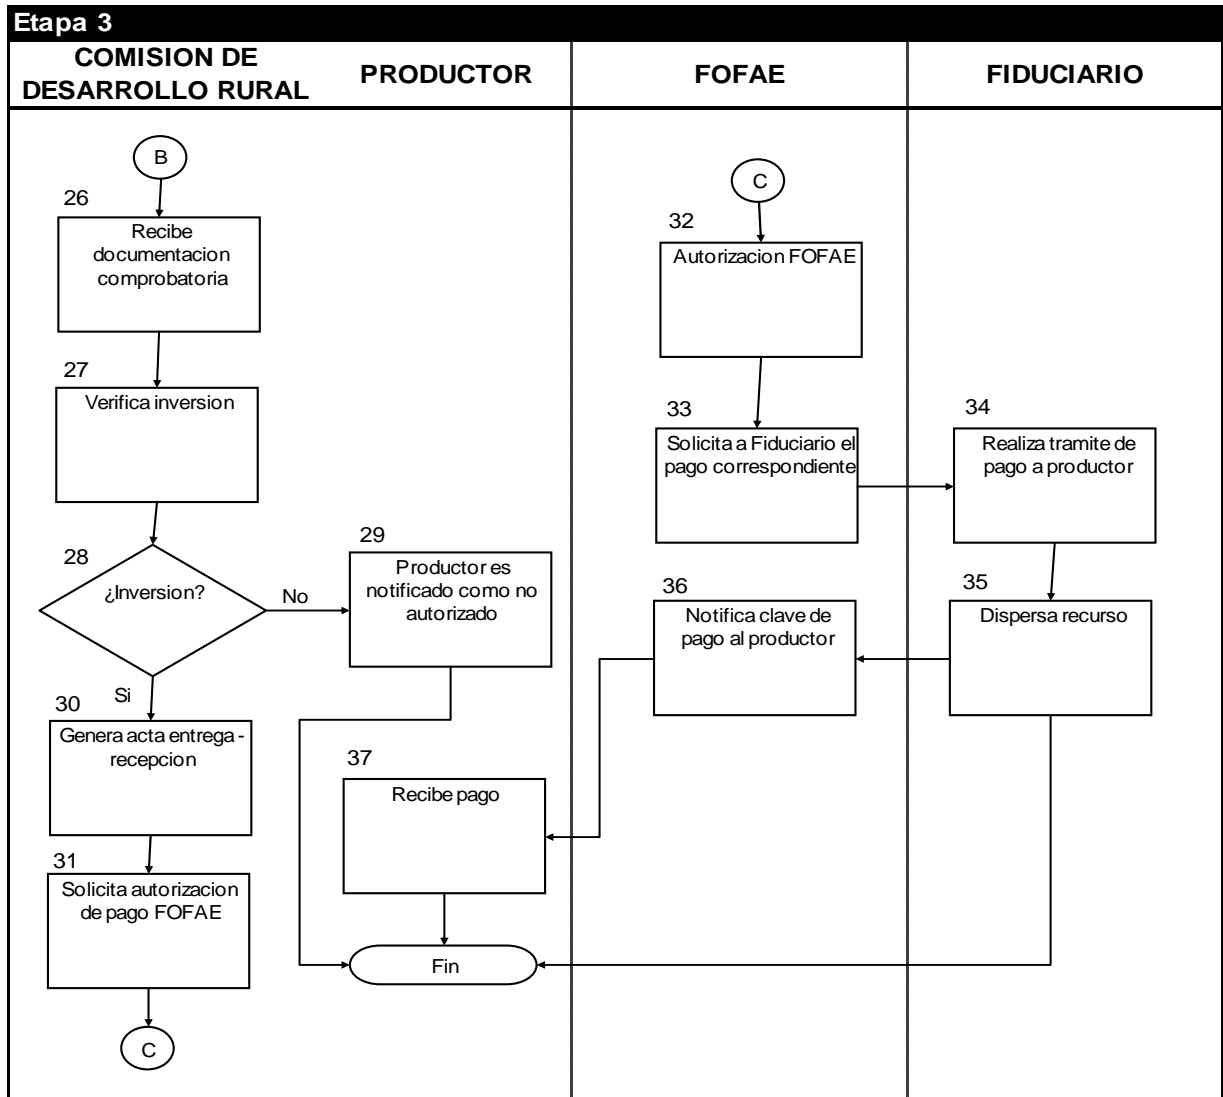 Etapa 3
COMISION DE
DESARROLLO RURAL
PRODUCTOR
FOFAE
FIDUCIARIO
B
26
Recibe
documentacion
comprobatoria
27
Verifica inversion
28
¿Inversion?
No
Si
29
Productor es
notificado como no
autorizado
30
Genera acta entrega-
recepcion
31
Solicita autorizacion
de pago FOFAE
C
C
32
Autorizacion FOFAE
33
Solicita a Fiduciario el
pago correspondiente
34
Realiza tramite de
pago a productor
35
Dispersa recurso
36
Notifica clave de
pago al productor
37
Recibe pago
Fin